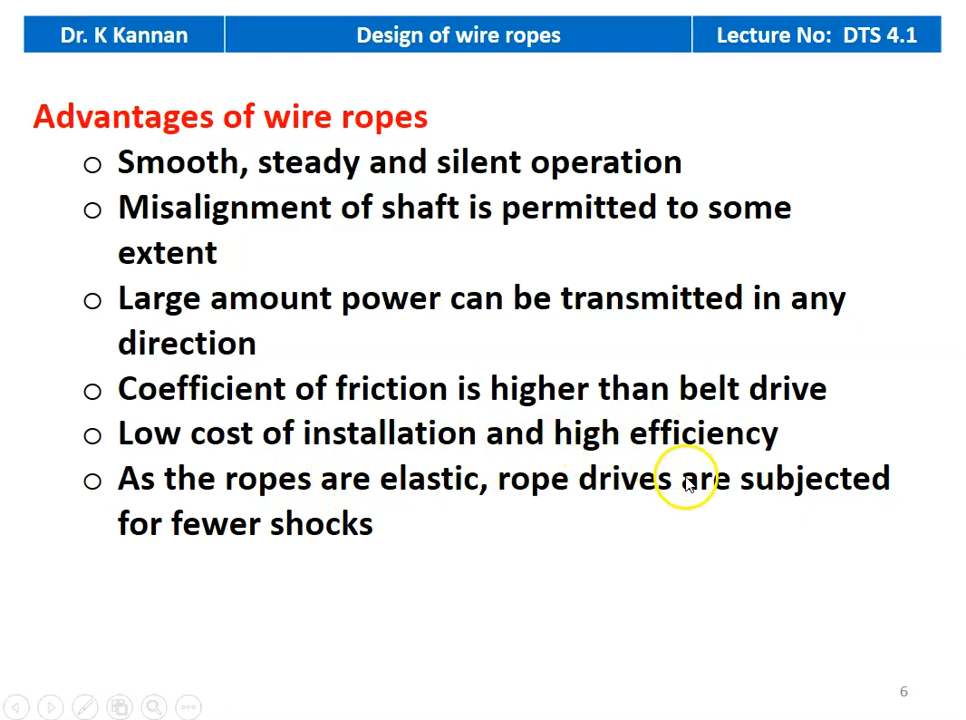 Dr. K Kannan
Design of wire ropes
Lecture No: DTS 4.1
Advantages of wire ropes
o Smooth, steady and silent operation
o Misalignment of shaft is permitted to some
extent
o Large amount power can be transmitted in any
direction
o Coefficient of friction is higher than belt drive
o Low cost of installation and high efficiency
o As the ropes are elastic, rope drives are subjected
for fewer shocks
6